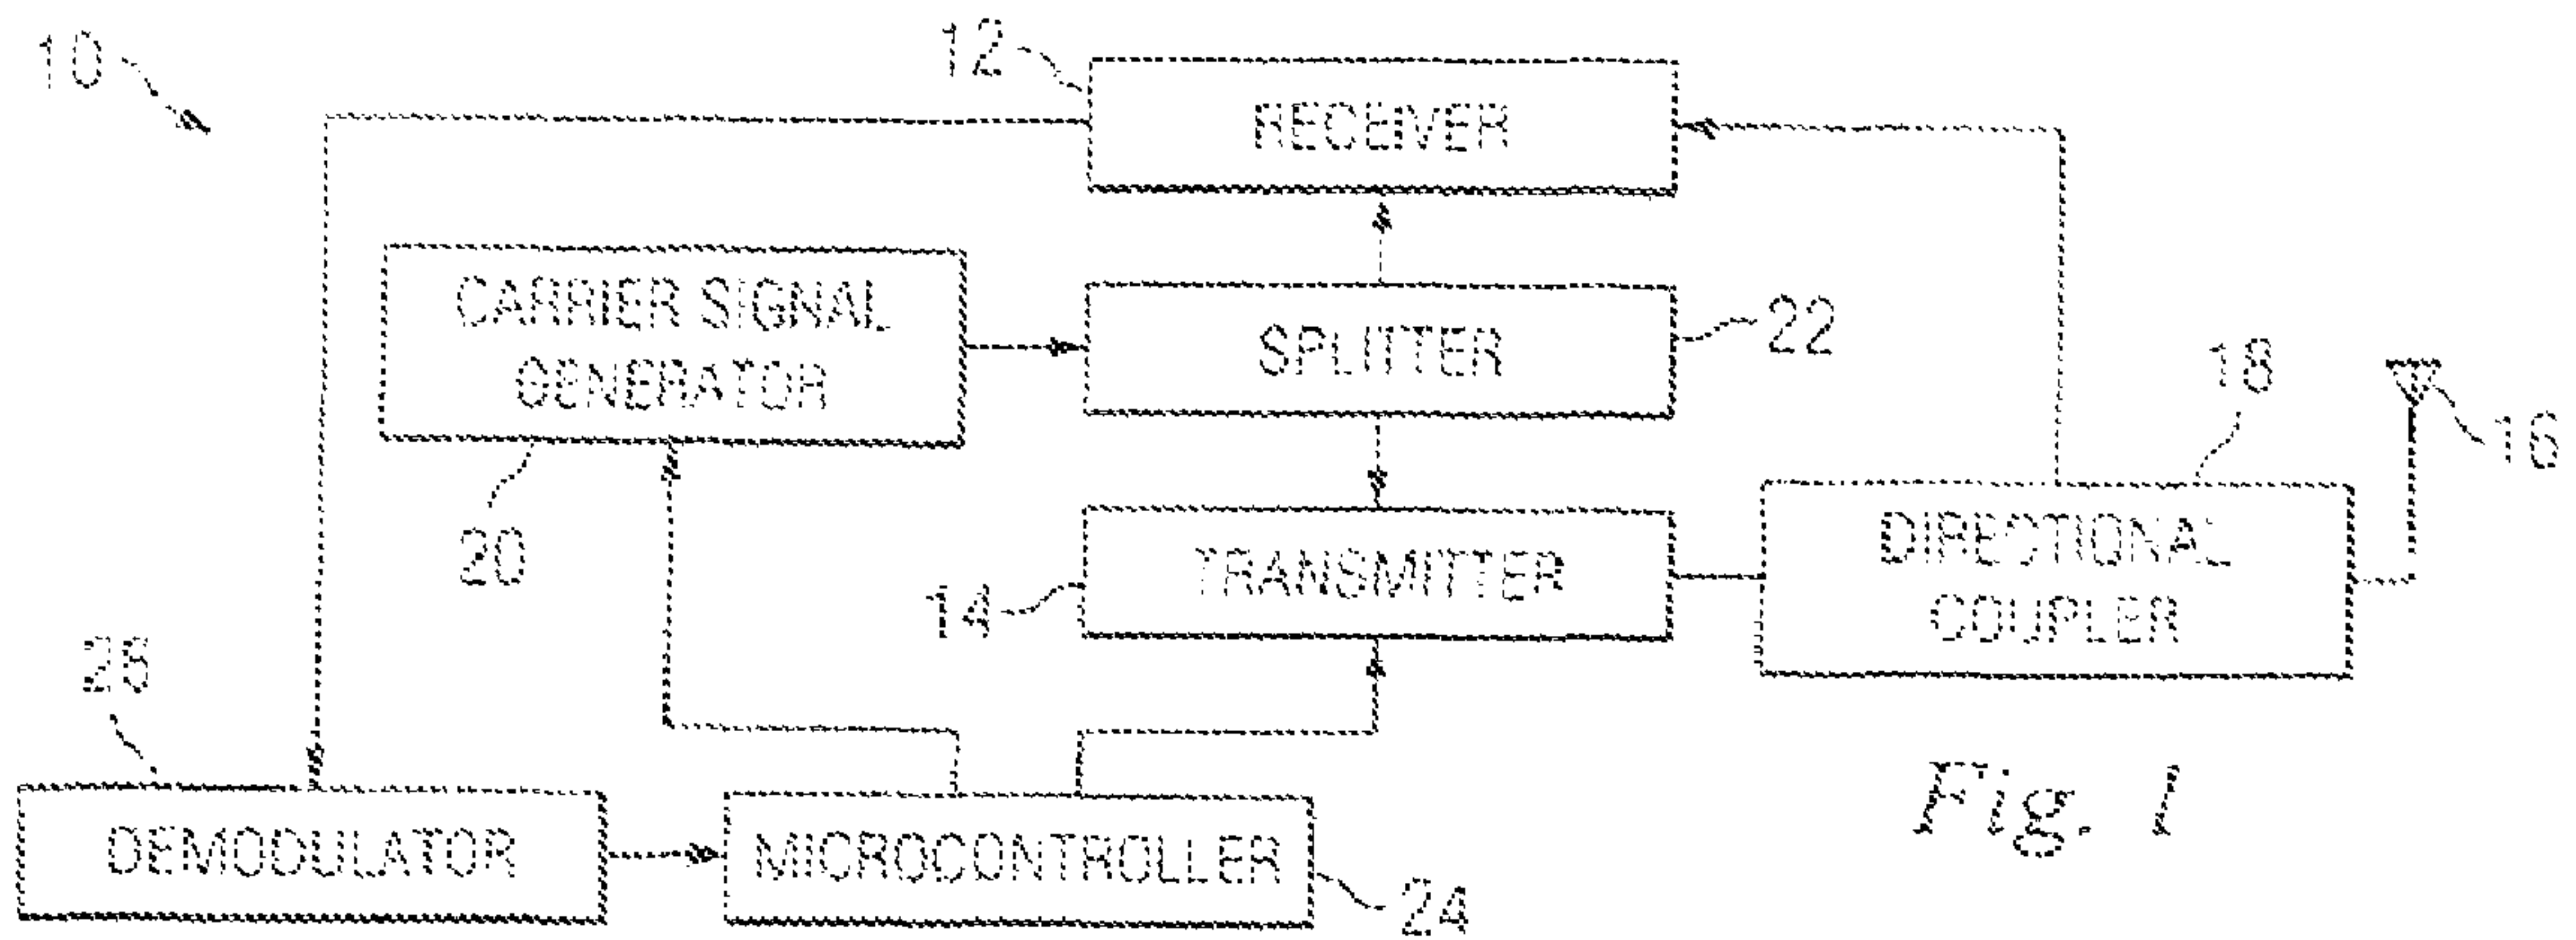 10
12
RECEIVER
CARRIER SIGNAL
GENERATOR
SPLITTER
22
18
16
20
14
TRANSMITTER
DIRECTIONAL
COUPLER
Fig. 1
DEMODULATOR
MICROCONTROLLER
24